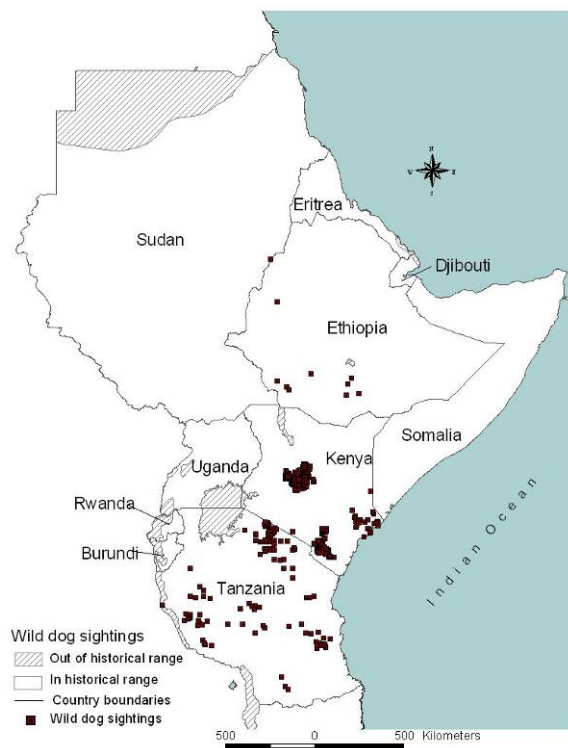 N
W
E
S
Eritrea
Sudan
Djibouti
Ethiopia
Somalia
Kenya
Uganda
Rwanda
Burundi
Indian Ocean
Tanzania
Wild dog sightings
Out of historical range
In historical range
Country boundaries
Wild dog sightings
500 0 500 Kilometers